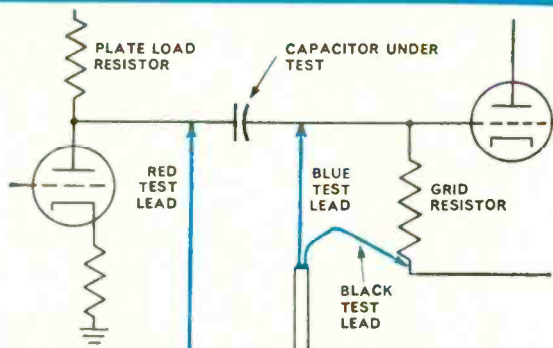 PLATE LOAD
RESISTOR
CAPACITOR UNDER
TEST
RED
TEST
LEAD
BLUE
TEST
LEAD
GRID
RESISTOR
BLACK
TEST
LEAD